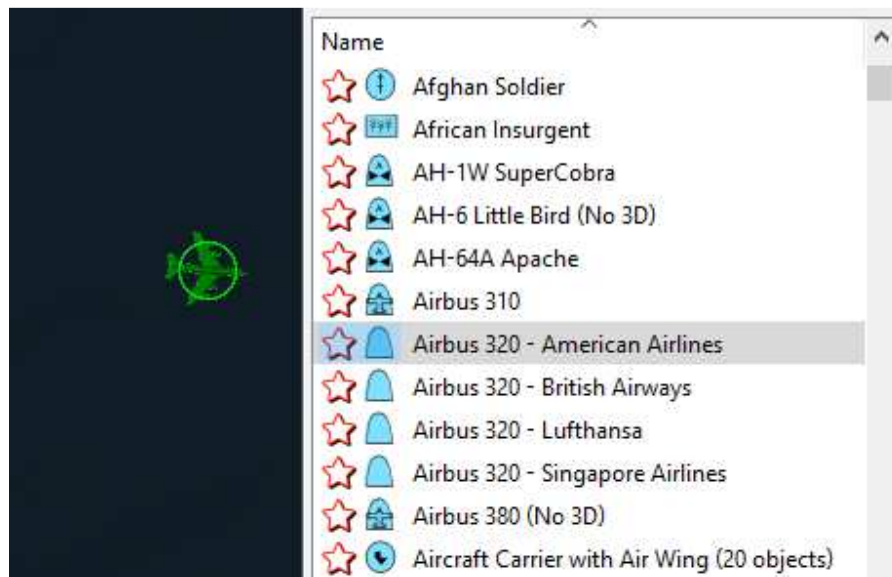 Name
Afghan Soldier
African Insurgent
AH-1W SuperCobra
AH-6 Little Bird (No 3D)
AH-64A Apache
Airbus 310
Airbus 320 - American Airlines
Airbus 320 - British Airways
Airbus 320 - Lufthansa
Airbus 320 - Singapore Airlines
Airbus 380 (No 3D)
Aircraft Carrier with Air Wing (20 objects)